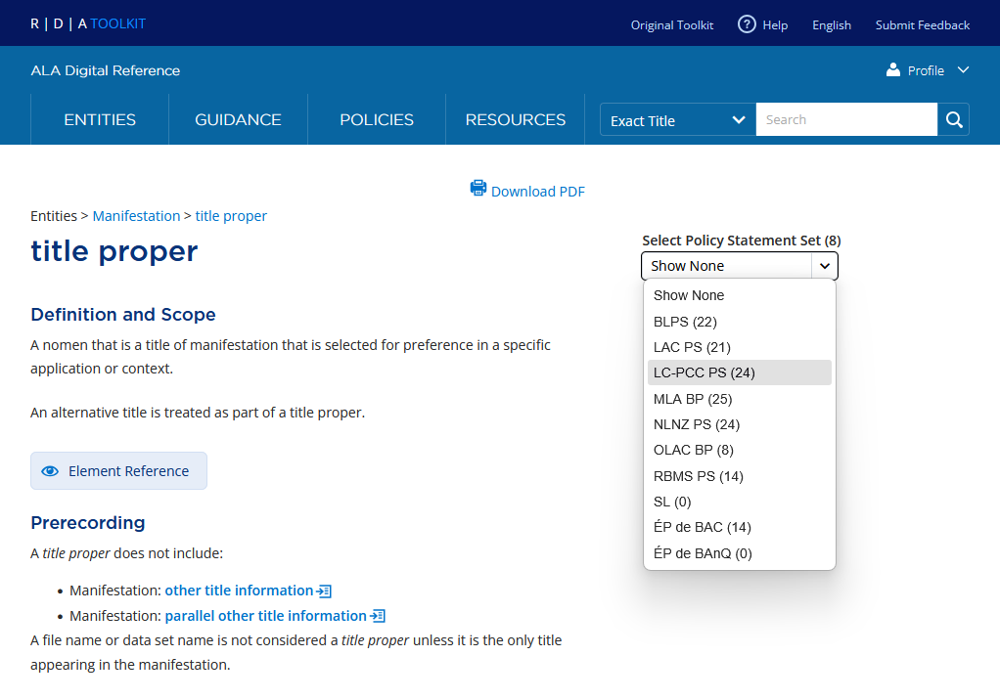 R | D | A TOOLKIT
Original Toolkit
Help
English
Submit Feedback
ALA Digital Reference
Profile
ENTITIES
GUIDANCE
POLICIES
RESOURCES
Exact Title
Search
Download PDF
Entities > Manifestation > title proper
title proper
Select Policy Statement Set (8)
Show None
Show None
BLPS (22)
LAC PS (21)
LC-PCC PS (24)
MLA BP (25)
NLNZ PS (24)
OLAC BP (8)
RBMS PS (14)
SL (0)
ÉP de BAC (14)
ÉP de BAnQ (0)
Definition and Scope
A nomen that is a title of manifestation that is selected for preference in a specific
application or context.
An alternative title is treated as part of a title proper.
Element Reference
Prerecording
A title proper does not include:
• Manifestation: other title information
• Manifestation: parallel other title information
A file name or data set name is not considered a title proper unless it is the only title
appearing in the manifestation.